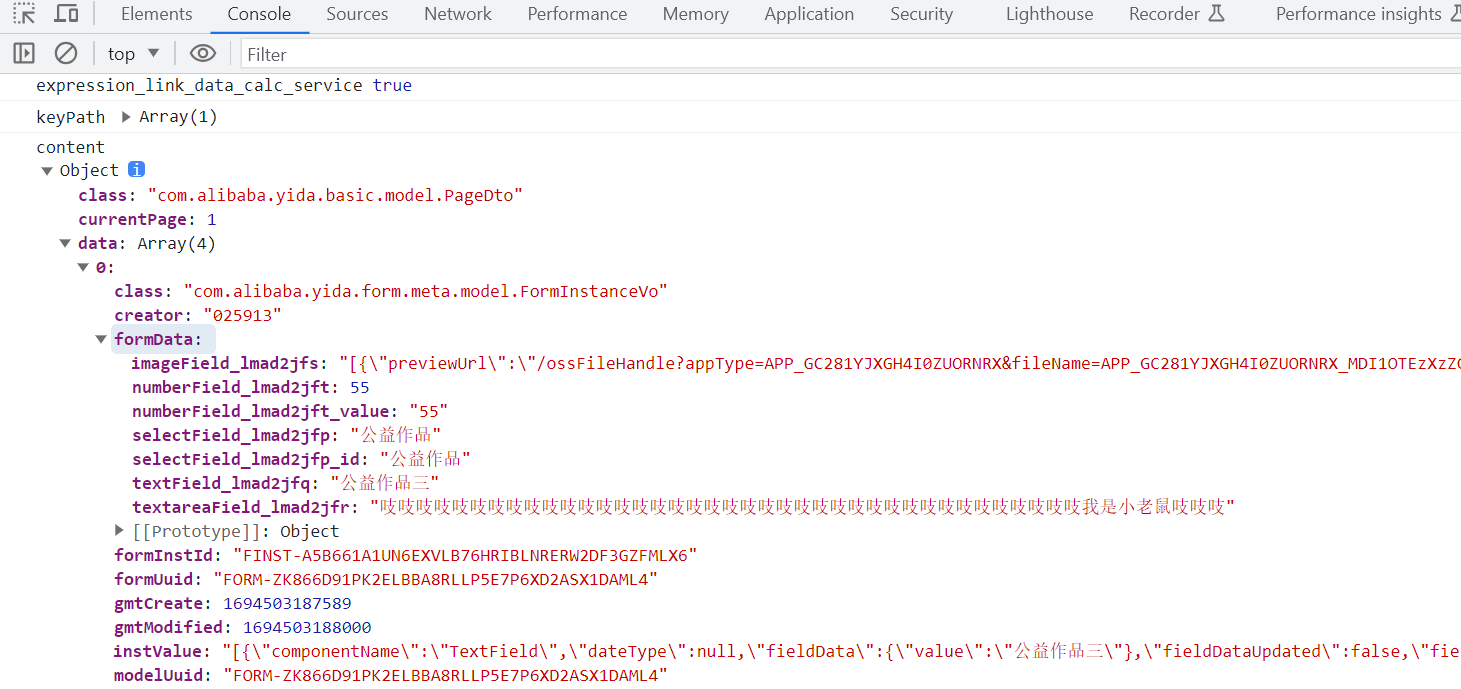 Elements Console Sources Network Performance Memory Application Security Lighthouse Recorder Performance insights
top Filter
expression_link_data_calc_service true
keyPath Array(1)
content
Object i
class: "com.alibaba.yida.basic.model.PageDto"
currentPage: 1
data: Array(4)
0:
class: "com.alibaba.yida.form.meta.model.FormInstanceVo"
creator: "025913"
formData:
imageField_lmad2jfs: "[{\"previewUrl\":\"/ossFileHandle?appType=APP_GC281YJXGH4I0ZUORNRX&fileName=APP_GC281YJXGH4I0ZUORNRX_MDI1OTEzXzZ
numberField_lmad2jft: 55
numberField_lmad2jft_value: "55"
selectField_lmad2jfp: "公益作品"
selectField_lmad2jfp_id: "公益作品"
textField_lmad2jfq: "公益作品三"
textareaField_lmad2jfr: "吱吱吱吱吱吱吱吱吱吱吱吱吱吱吱吱吱吱吱吱吱吱吱吱吱吱吱吱吱吱吱吱吱吱吱吱吱吱吱我是小老鼠吱吱吱"
[[Prototype]]: Object
formInstId: "FINST-A5B661A1UN6EXVLB76HRIBLNRERW2DF3GZFMLX6"
formUuid: "FORM-ZK866D91PK2ELBBA8RLLP5E7P6XD2ASX1DAML4"
gmtCreate: 1694503187589
gmtModified: 1694503188000
instValue: "[{\"componentName\":\"TextField\",\"dateType\":null,\"fieldData\":{\"value\":\"公益作品三\"},\"fieldDataUpdated\":false,\"fie
modelUuid: "FORM-ZK866D91PK2ELBBA8RLLP5E7P6XD2ASX1DAML4"